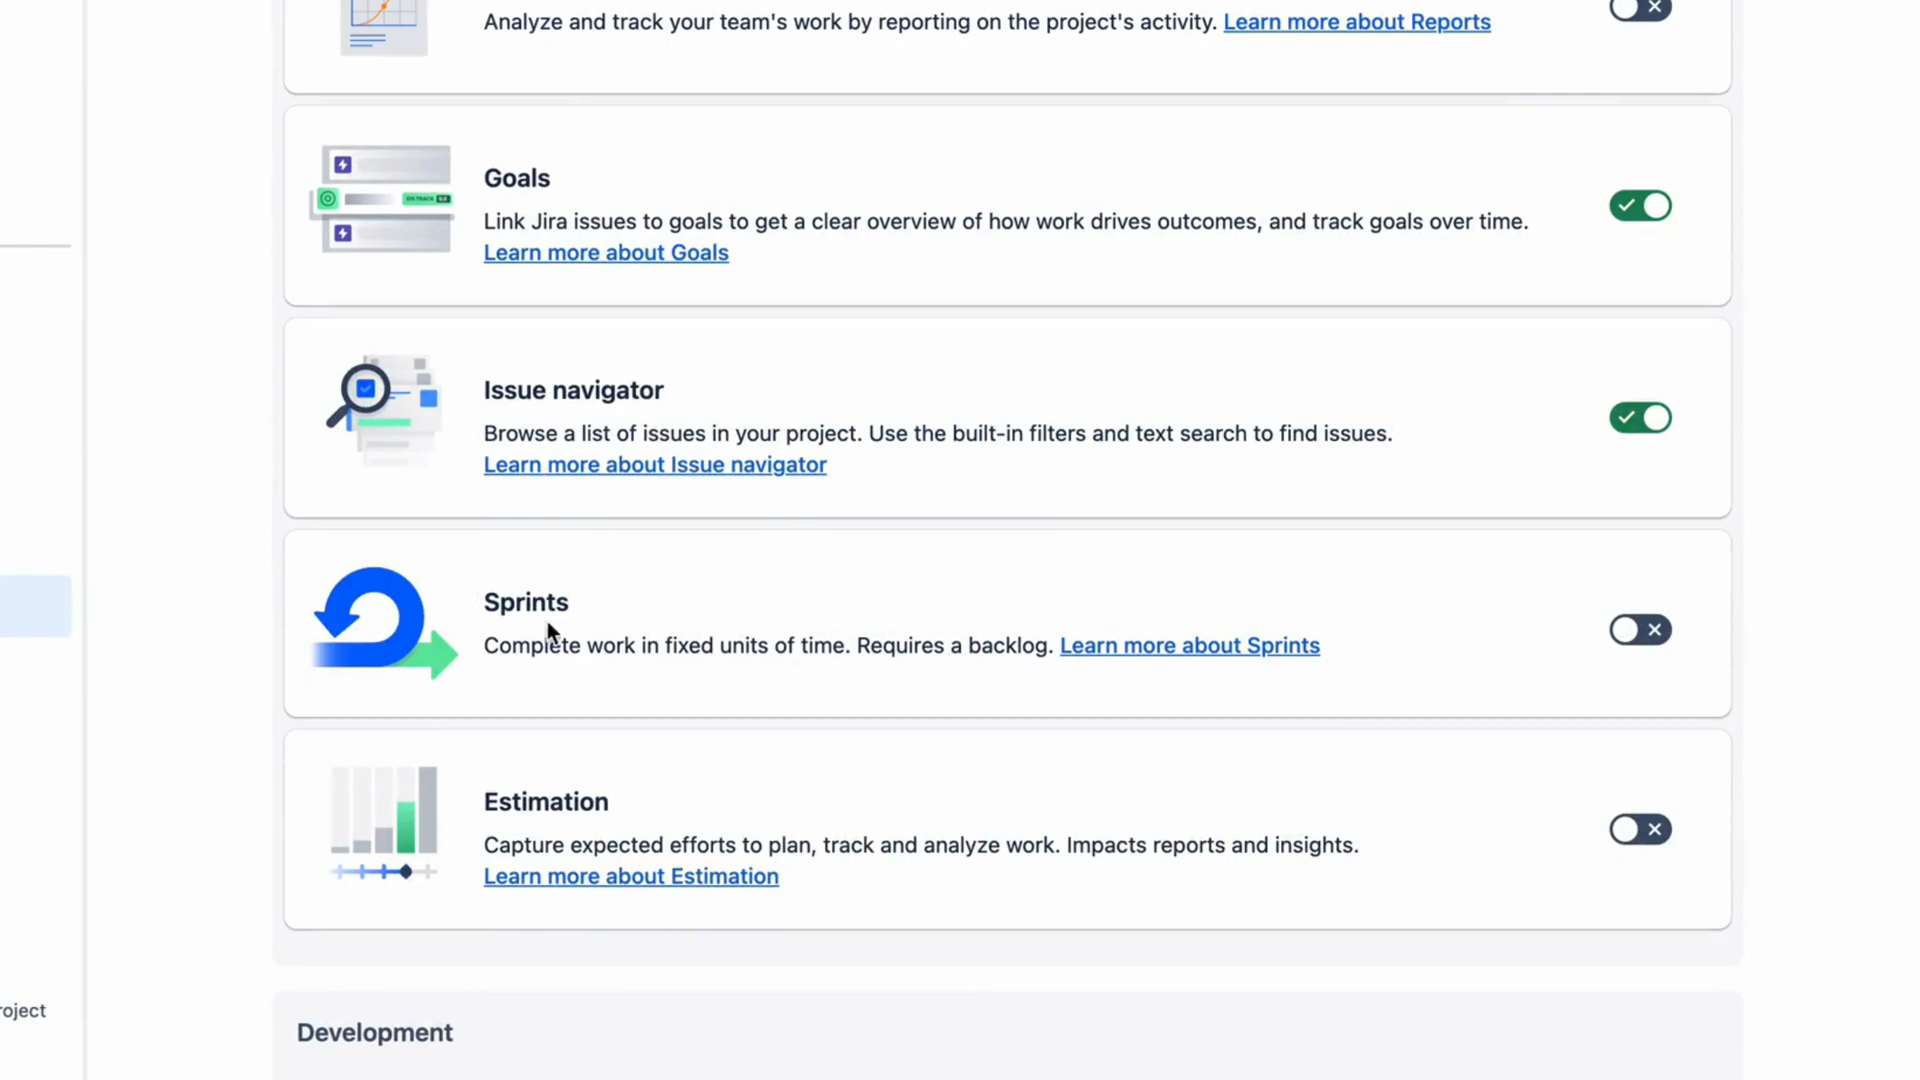 Analyze and track your team's work by reporting on the project's activity. Learn more about Reports
Goals
Link Jira issues to goals to get a clear overview of how work drives outcomes, and track goals over time.
Learn more about Goals
ON TRACK
Issue navigator
Browse a list of issues in your project. Use the built-in filters and text search to find issues.
Learn more about Issue navigator
Sprints
Complete work in fixed units of time. Requires a backlog. Learn more about Sprints
Estimation
Capture expected efforts to plan, track and analyze work. Impacts reports and insights.
Learn more about Estimation
roject
Development